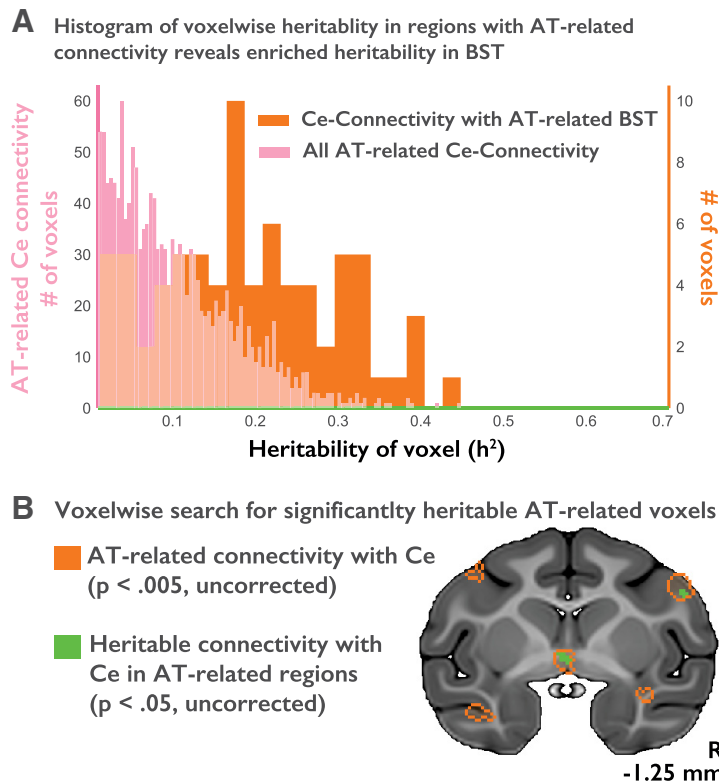 A Histogram of voxelwise heritablity in regions with AT-related
connectivity reveals enriched heritability in BST
AT-related Ce connectivity
# of voxels
60
50
40
30
20
10
0
Ce-Connectivity with AT-related BST
All AT-related Ce-Connectivity
10
8
6
4
2
0
# of voxels
0.1 0.2 0.3 0.4 0.5 0.6 0.7
Heritability of voxel (h²)
B Voxelwise search for significantlty heritable AT-related voxels
AT-related connectivity with Ce
(p < .005, uncorrected)
Heritable connectivity with
Ce in AT-related regions
(p < .05, uncorrected)
R
-1.25 mm